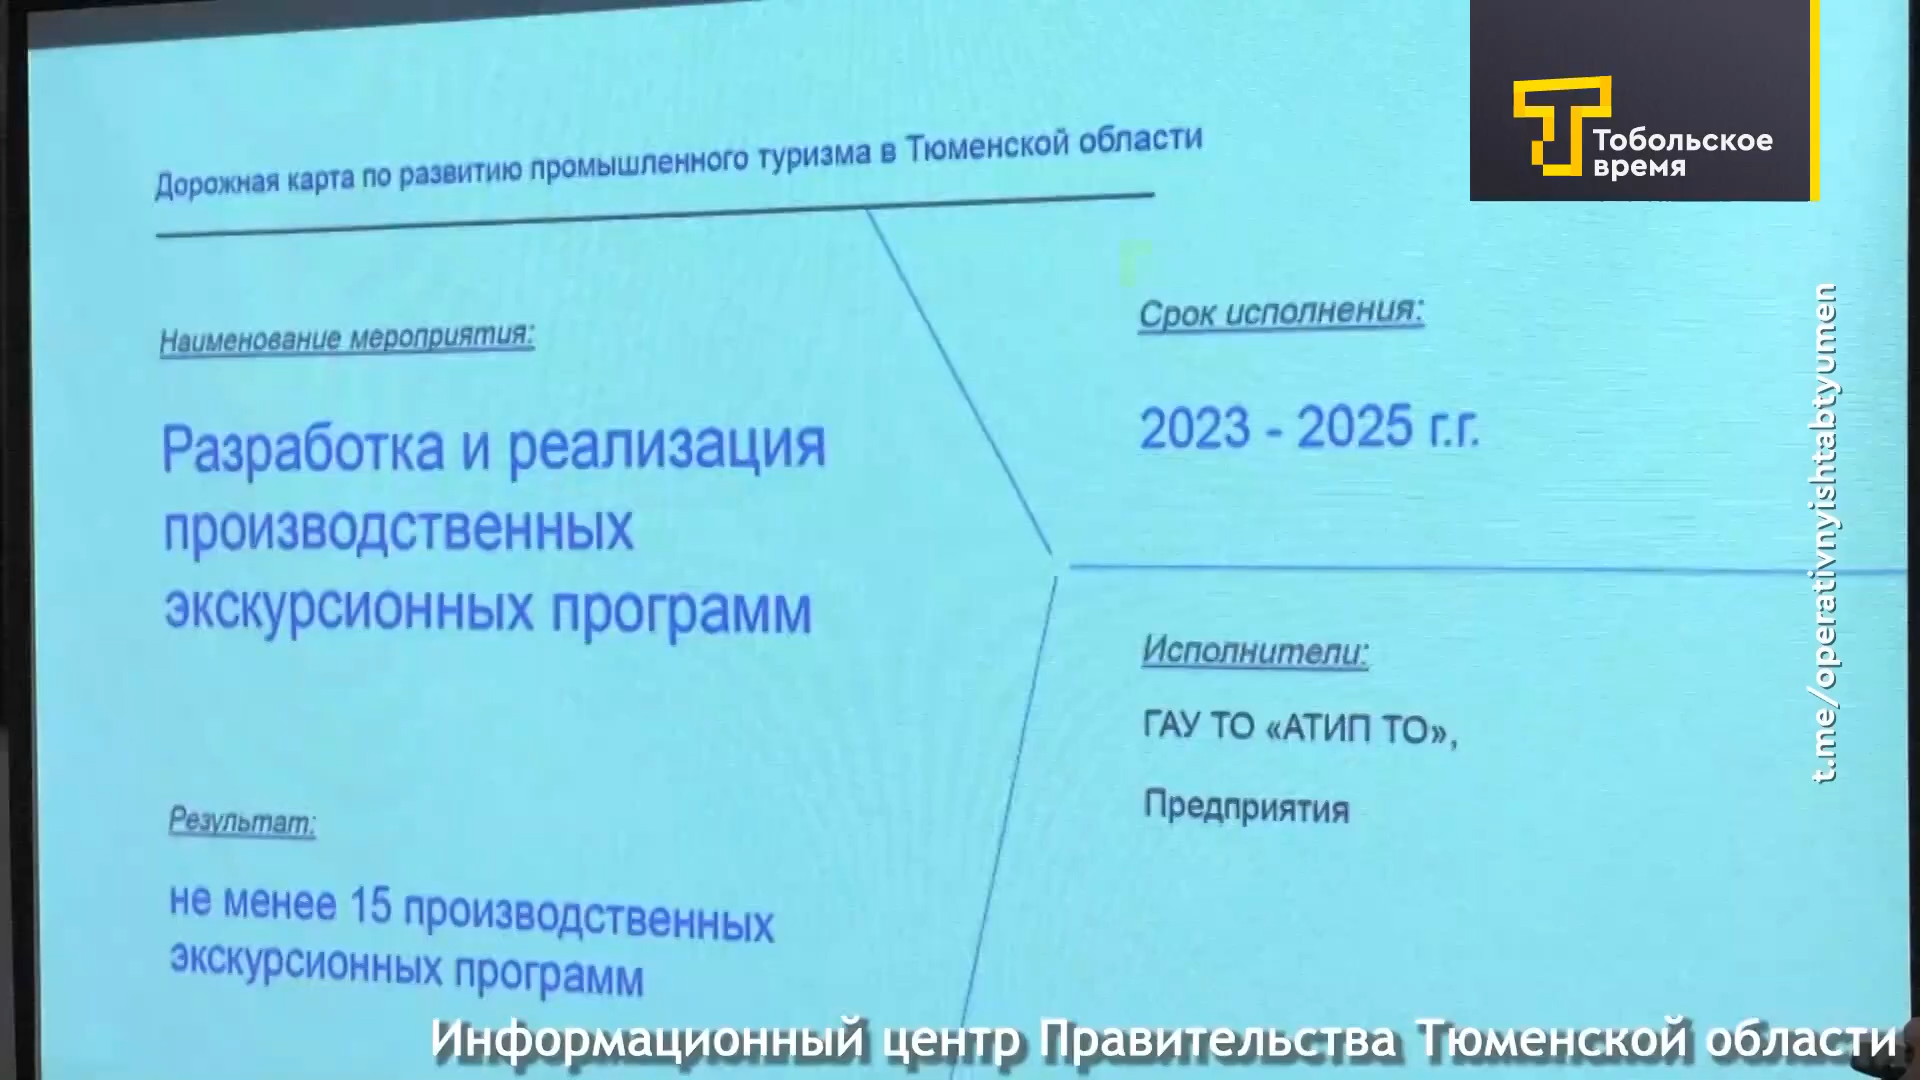 Тобольское
время
Дорожная карта по развитию промышленного туризма в Тюменской области
Наименование мероприятия:
Разработка и реализация
производственных
экскурсионных программ
Срок исполнения:
2023 - 2025 г.г.
Исполнители:
ГАУ ТО «АТИП ТО»,
Предприятия
Результат:
не менее 15 производственных
экскурсионных программ
t.me/operativnyishtabtyumen
Информационный центр Правительства Тюменской области